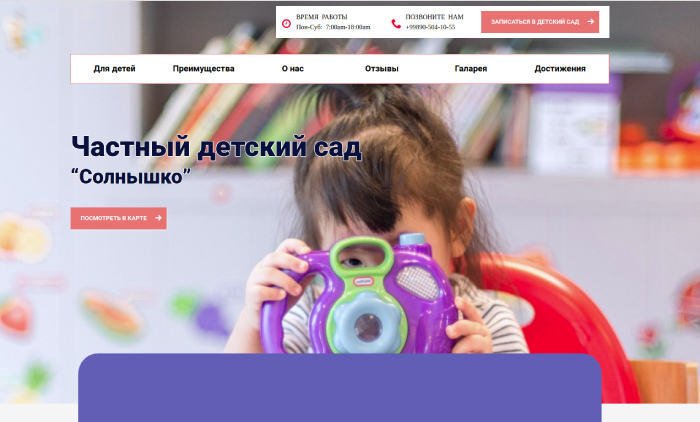 ВРЕМЯ РАБОТЫ
Пон-Суб: 7:00am-18:00am
ПОЗВОНИТЕ НАМ
+99890-504-10-55
ЗАПИСАТЬСЯ В ДЕТСКИЙ САД
Для детей
Преимущества
О нас
Отзывы
Галарея
Достижения
Частный детский сад
“Солнышко”
ПОСМОТРЕТЬ В КАРТЕ